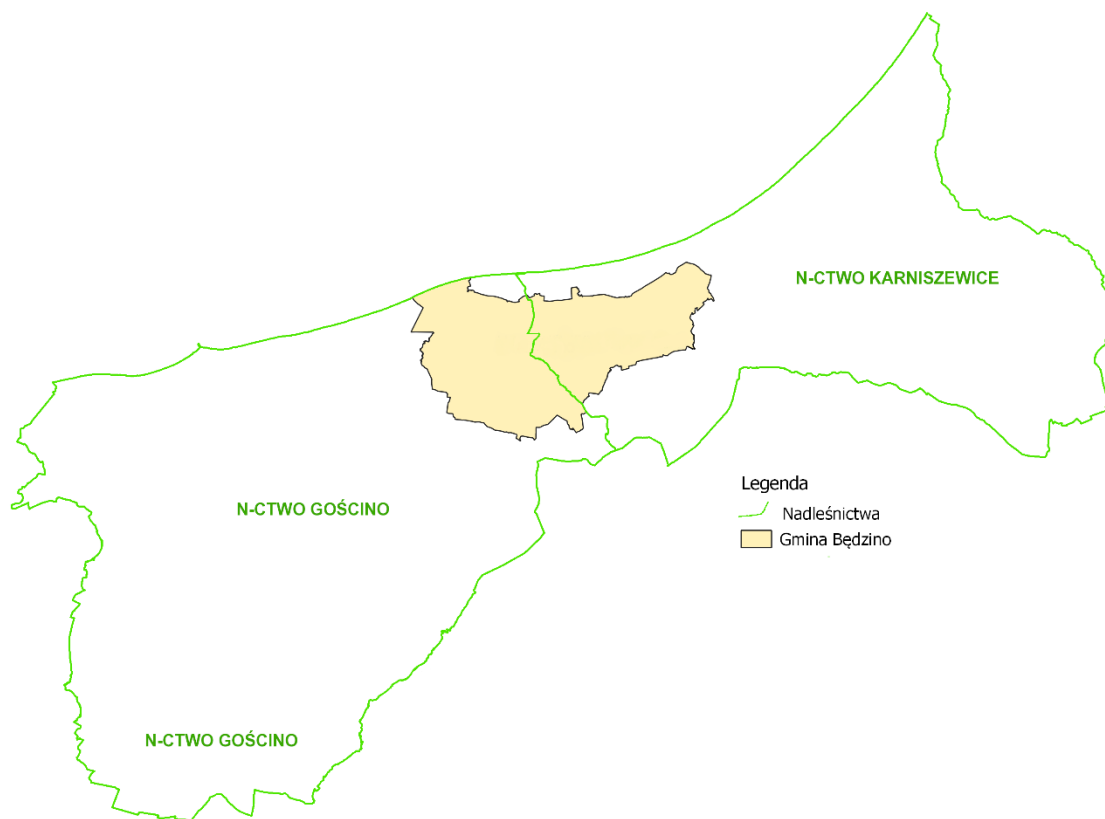 N-CTWO KARNISZEWICE
N-CTWO GOŚCINO
Legenda
Nadleśnictwa
Gmina Będzino
N-CTWO GOŚCINO